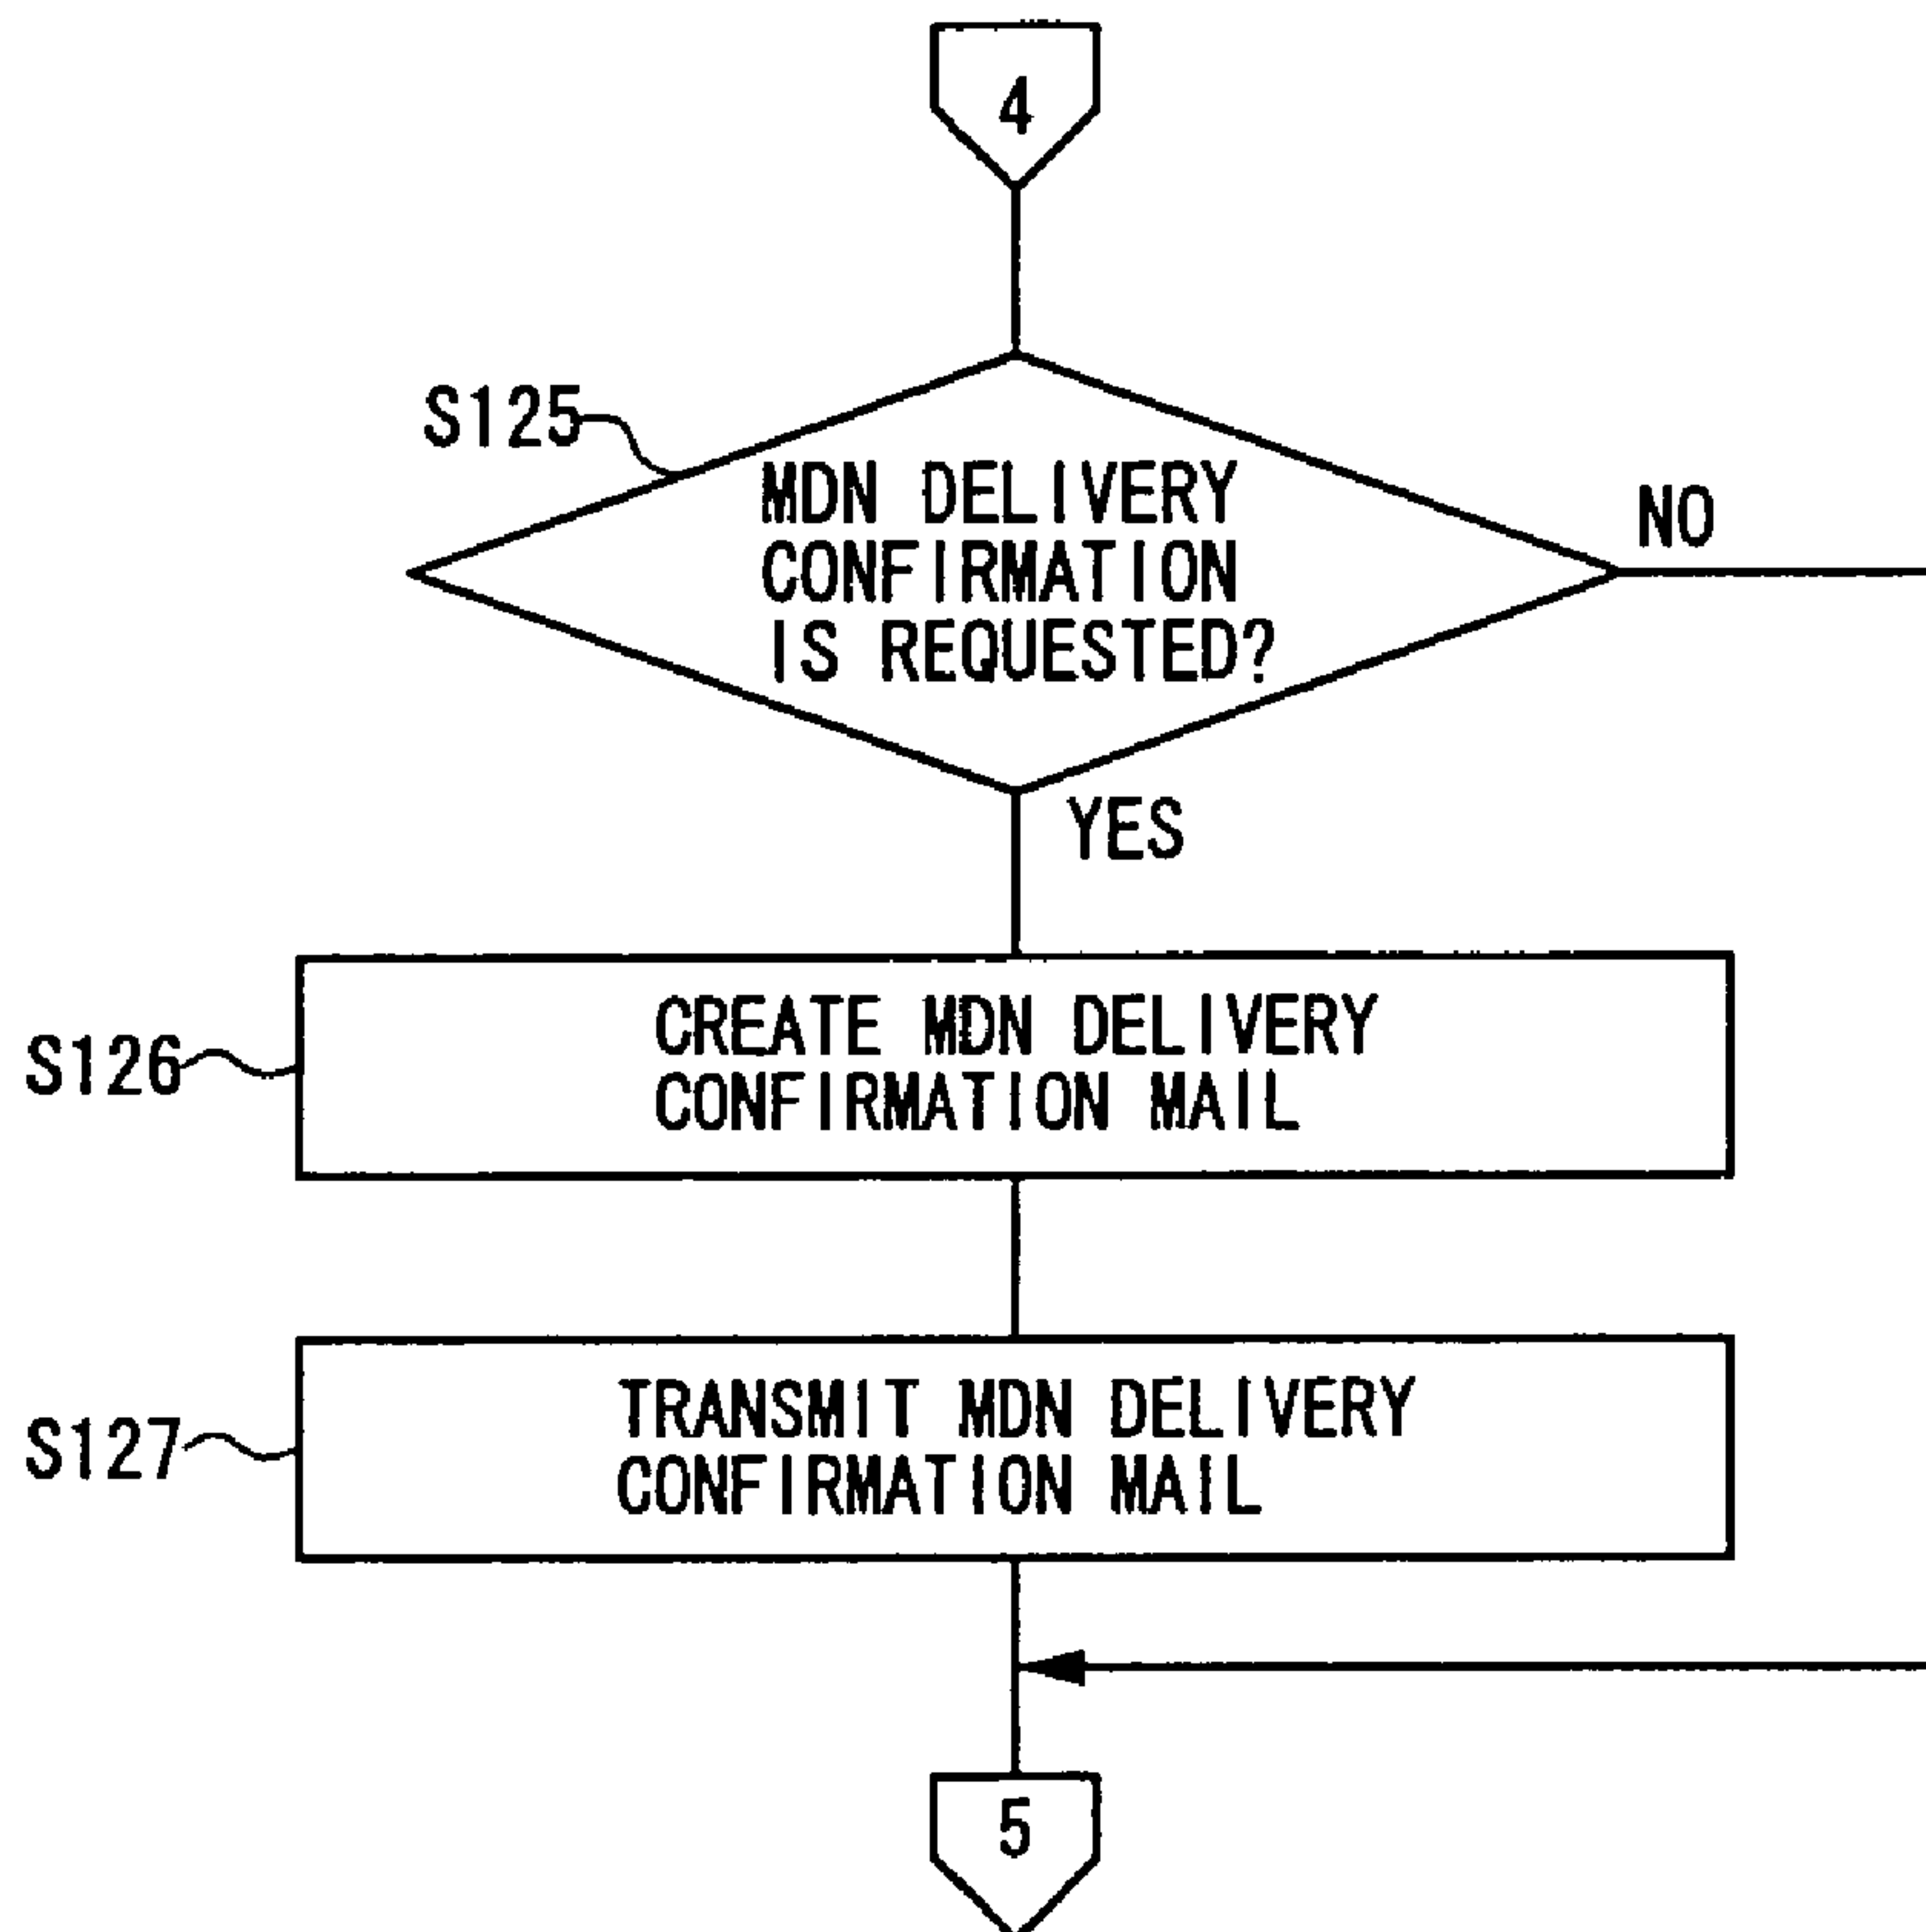 4
S125
MDN DELIVERY
CONFIRMATION
IS REQUESTED?
NO
YES
S126
CREATE MDN DELIVERY
CONFIRMATION MAIL
S127
TRANSMIT MDN DELIVERY
CONFIRMATION MAIL
5